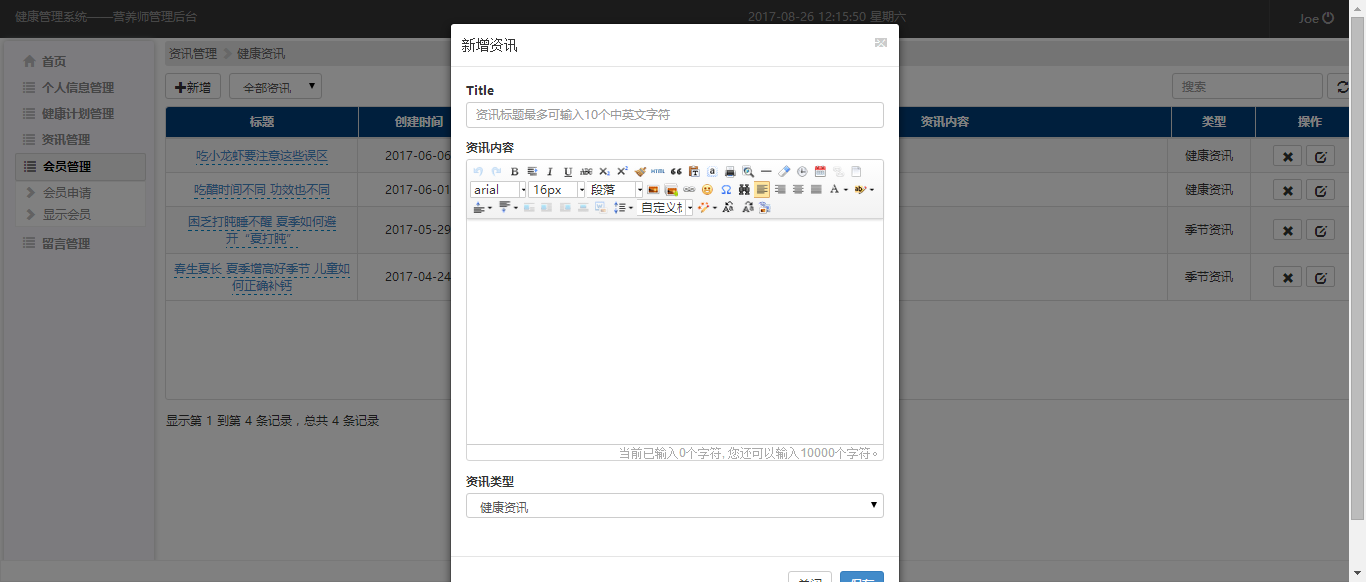 健康管理系统——营养师管理后台
2017-08-26 12:15:50 星期六
Joe
首页
个人信息管理
健康计划管理
资讯管理
会员管理
会员申请
显示会员
留言管理
资讯管理 健康资讯
新增
全部资讯
搜索
标题 创建时间 资讯内容 类型 操作
吃小龙虾要注意这些误区 2017-06-06 健康资讯
吃醋时间不同 功效也不同 2017-06-01 健康资讯
困乏打盹睡不醒 夏季如何避
开“夏打盹” 2017-05-29 季节资讯
春生夏长 夏季增高好季节 儿童如
何正确补钙 2017-04-24 季节资讯
显示第 1 到第 4 条记录，总共 4 条记录
新增资讯
Title
资讯标题最多可输入10个中英文字符
资讯内容
B I U ABC X₂ X² HTML
arial 16px 段落
自定义标
当前已输入0个字符, 您还可以输入10000个字符。
资讯类型
健康资讯
关闭 保存